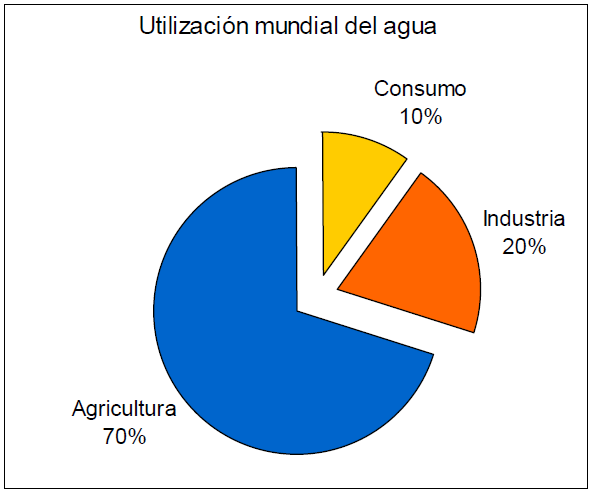 Utilización mundial del agua
Consumo
10%
Industria
20%
Agricultura
70%